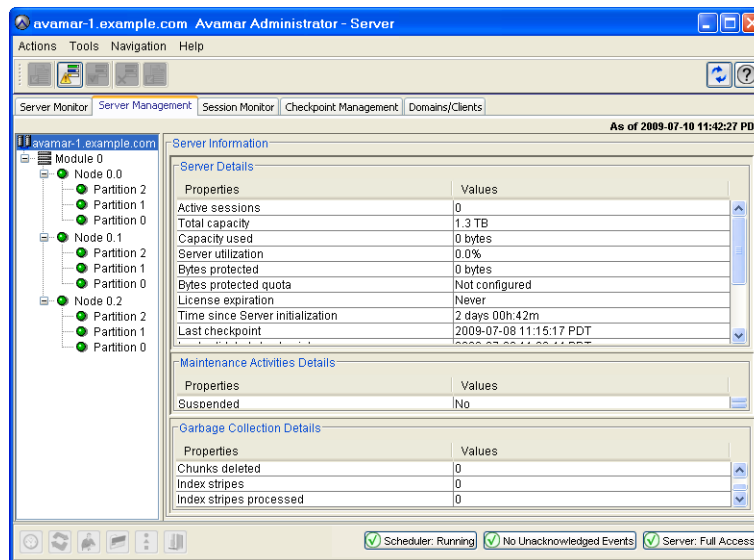 avamar-1.example.com Avamar Administrator - Server
Actions Tools Navigation Help
Server Monitor Server Management Session Monitor Checkpoint Management Domains/Clients
As of 2009-07-10 11:42:27 PD
avamar-1.example.com
Module 0
Node 0.0
Partition 2
Partition 1
Partition 0
Node 0.1
Partition 2
Partition 1
Partition 0
Node 0.2
Partition 2
Partition 1
Partition 0
Server Information
Server Details
Properties Values
Active sessions 0
Total capacity 1.3 TB
Capacity used 0 bytes
Server utilization 0.0%
Bytes protected 0 bytes
Bytes protected quota Not configured
License expiration Never
Time since Server initialization 2 days 00h:42m
Last checkpoint 2009-07-08 11:15:17 PDT
Maintenance Activities Details
Properties Values
Suspended No
Garbage Collection Details
Properties Values
Chunks deleted 0
Index stripes 0
Index stripes processed 0
Scheduler: Running No Unacknowledged Events Server: Full Access